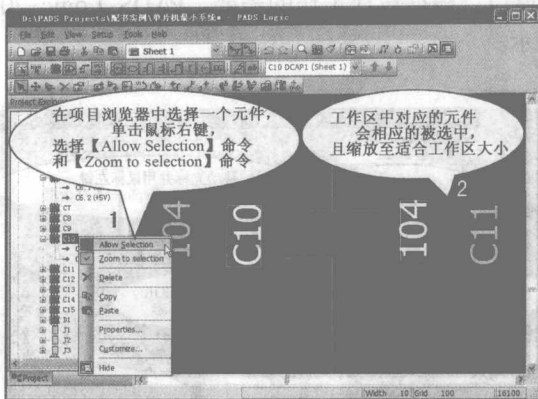 D:\PADS Projects\配书实例\单片机最小系统* - PADS Logic
File Edit View Setup Tools Help
Sheet 1
C10 DCAP1 (Sheet 1)
Project Explorer
在项目浏览器中选择一个元件,
单击鼠标右键,
选择【Allow Selection】命令
和【Zoom to selection】命令
工作区中对应的元件
会相应的被选中,
且缩放至适合工作区大小
C6.2(+5V)
C7
C8
C9
C10
C11
C12
C13
C14
C15
D1
J1
J2
J3
1
Allow Selection
Zoom to selection
Delete
Copy
Paste
Properties...
Customize...
Hide
104
C10
2
104
C11
Project
Width 10 Grid 100 16100